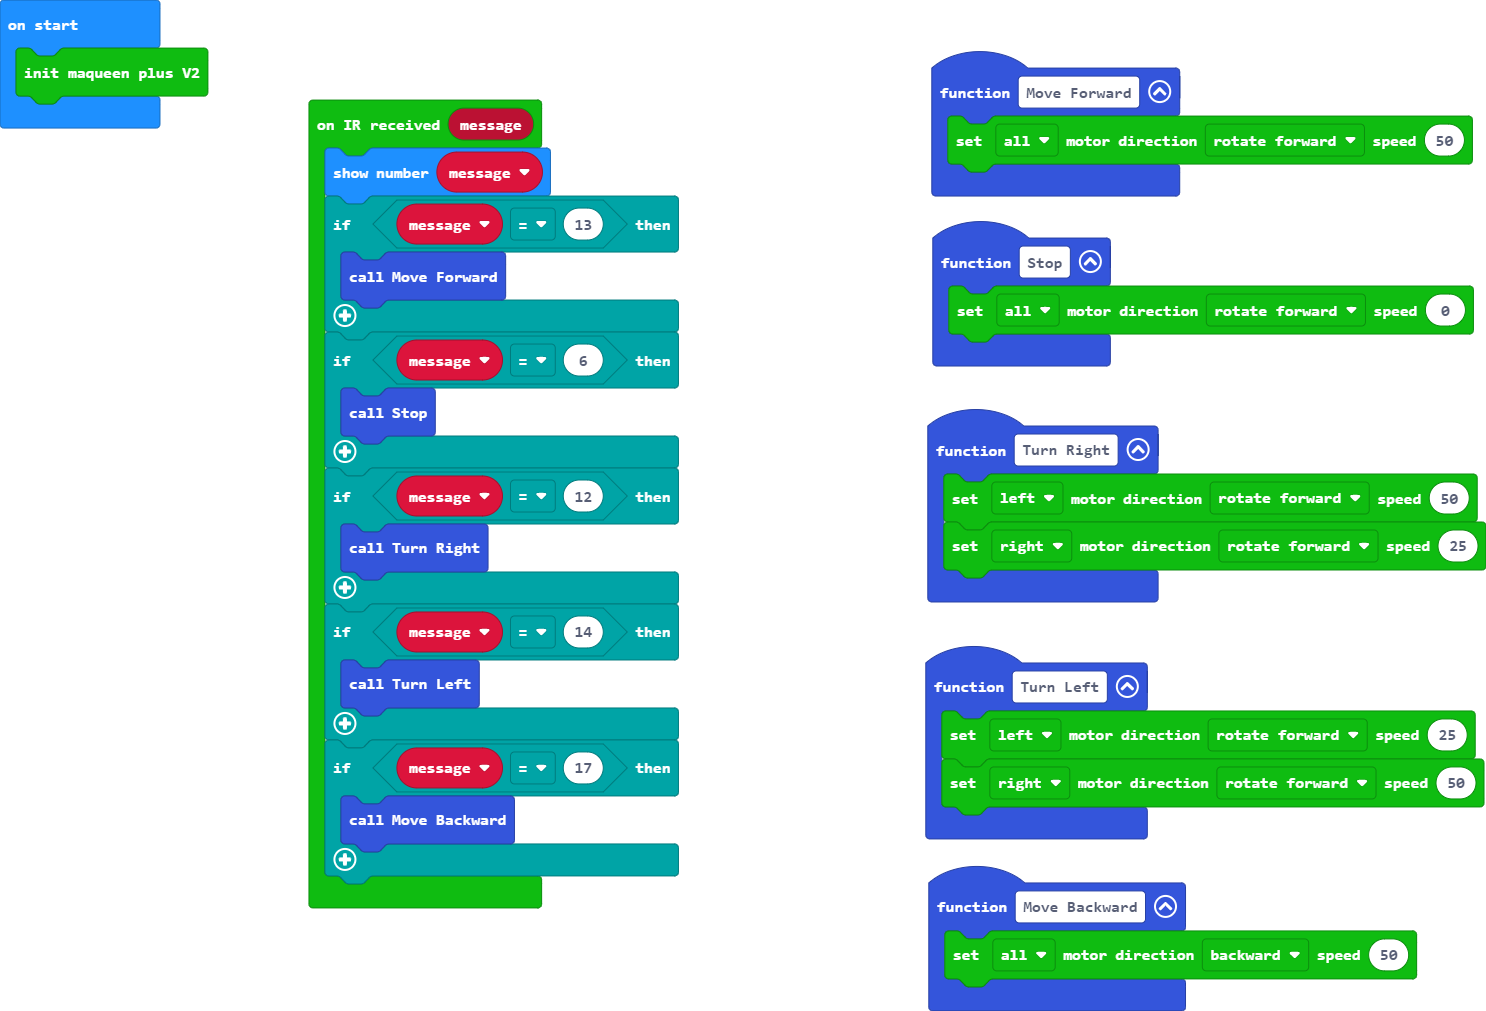 on start
init maqueen plus V2
on IR received message
show number message
if message = 13 then
call Move Forward
if message = 6 then
call Stop
if message = 12 then
call Turn Right
if message = 14 then
call Turn Left
if message = 17 then
call Move Backward
function Move Forward
set all motor direction rotate forward speed 50
function Stop
set all motor direction rotate forward speed 0
function Turn Right
set left motor direction rotate forward speed 50
set right motor direction rotate forward speed 25
function Turn Left
set left motor direction rotate forward speed 25
set right motor direction rotate forward speed 50
function Move Backward
set all motor direction backward speed 50